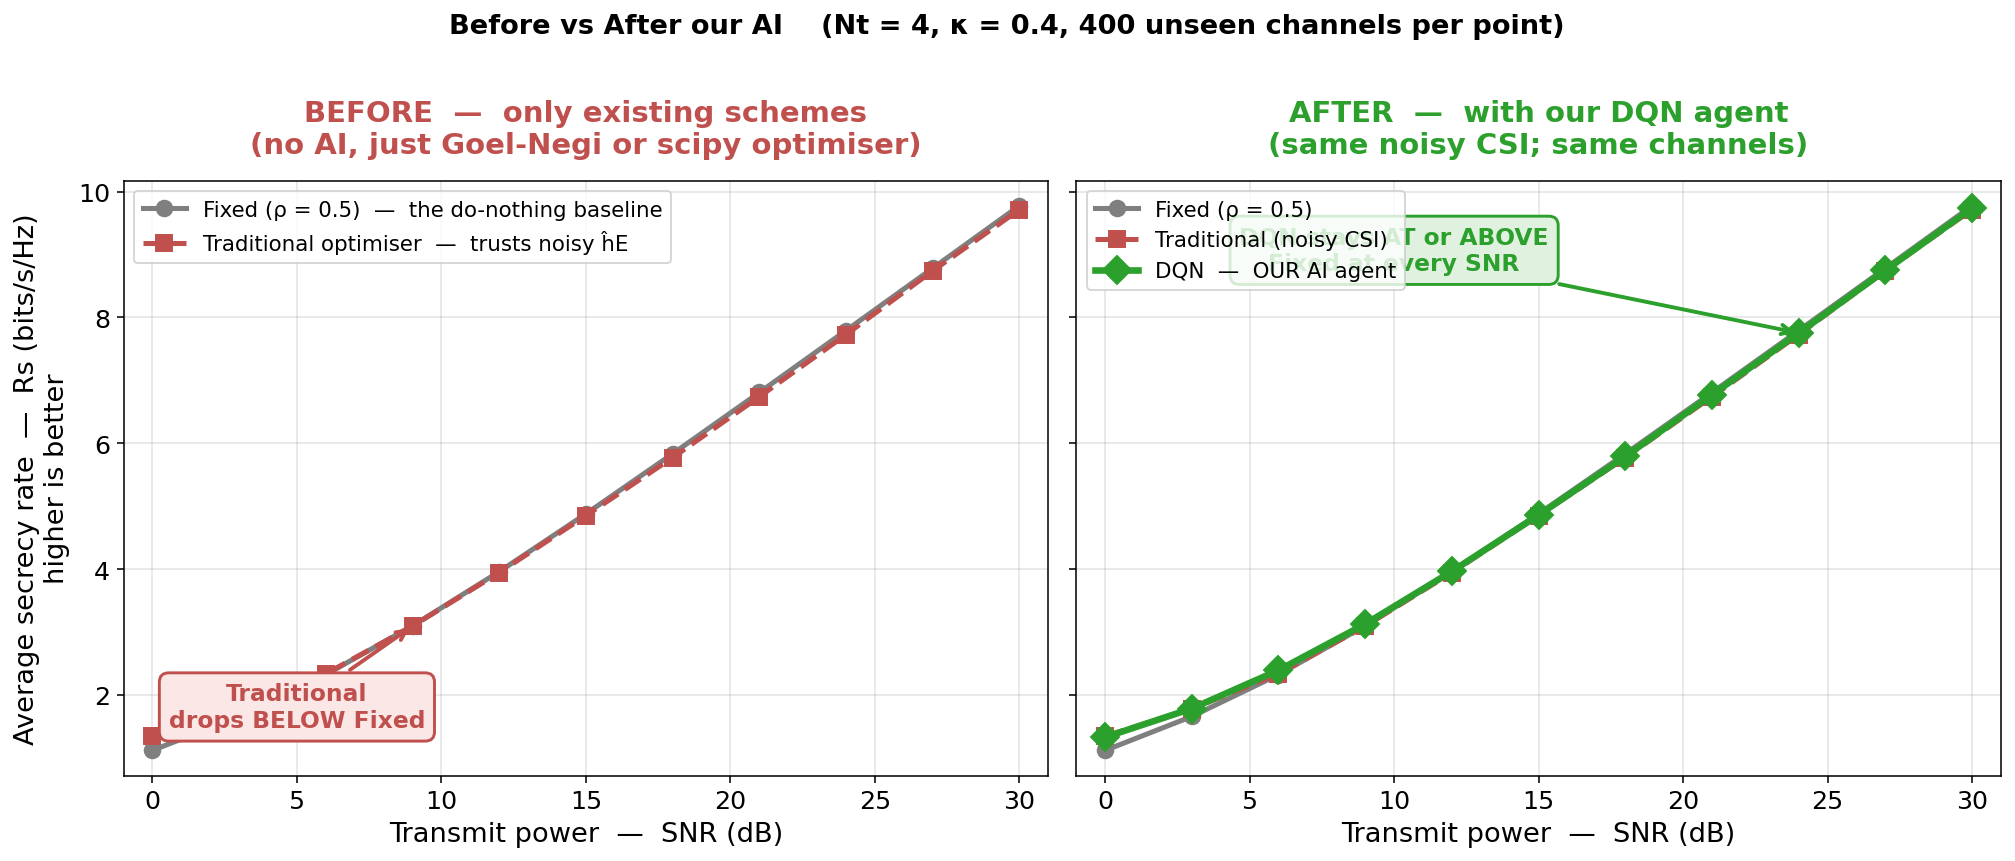 Before vs After our AI (Nt = 4, κ = 0.4, 400 unseen channels per point)
BEFORE — only existing schemes
(no AI, just Goel-Negi or scipy optimiser)
Average secrecy rate — Rs (bits/s/Hz)
higher is better
10
8
6
4
2
Fixed (ρ = 0.5) — the do-nothing baseline
Traditional optimiser — trusts noisy ĥE
Traditional
drops BELOW Fixed
0 5 10 15 20 25 30
Transmit power — SNR (dB)
AFTER — with our DQN agent
(same noisy CSI; same channels)
Fixed (ρ = 0.5)
Traditional (noisy CSI)
DQN — OUR AI agent
DQN stays AT or ABOVE
Fixed at every SNR
0 5 10 15 20 25 30
Transmit power — SNR (dB)